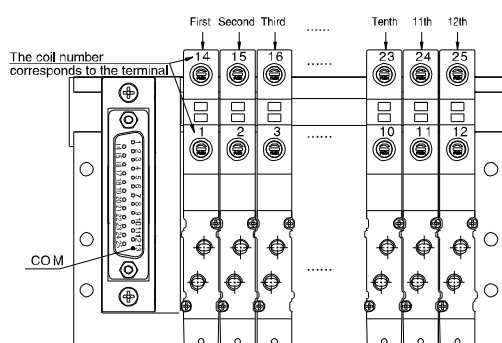 First Second Third ...... Tenth 11th 12th
The coil number
corresponds to the terminal
14 15 16 ...... 23 24 25
1 2 3 ...... 10 11 12
......
COM